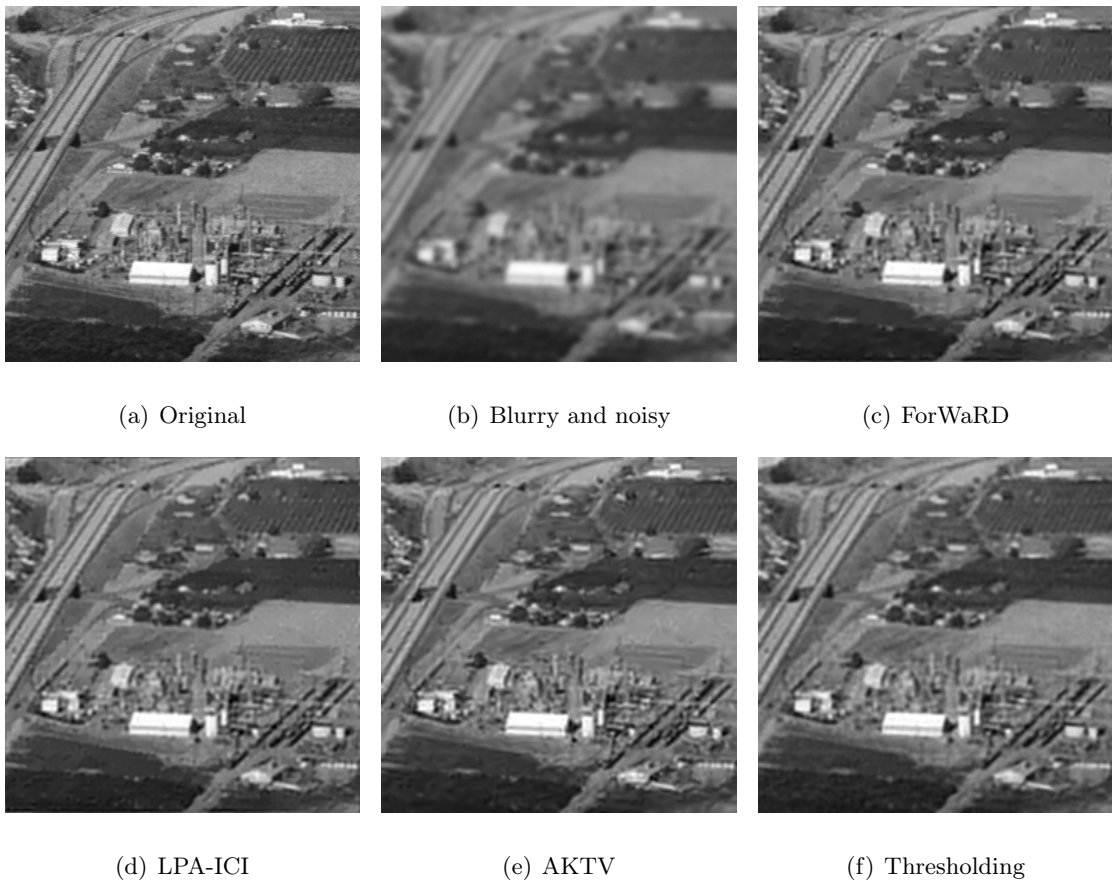 (a) Original
(b) Blurry and noisy
(c) ForWaRD
(d) LPA-ICI
(e) AKTV
(f) Thresholding